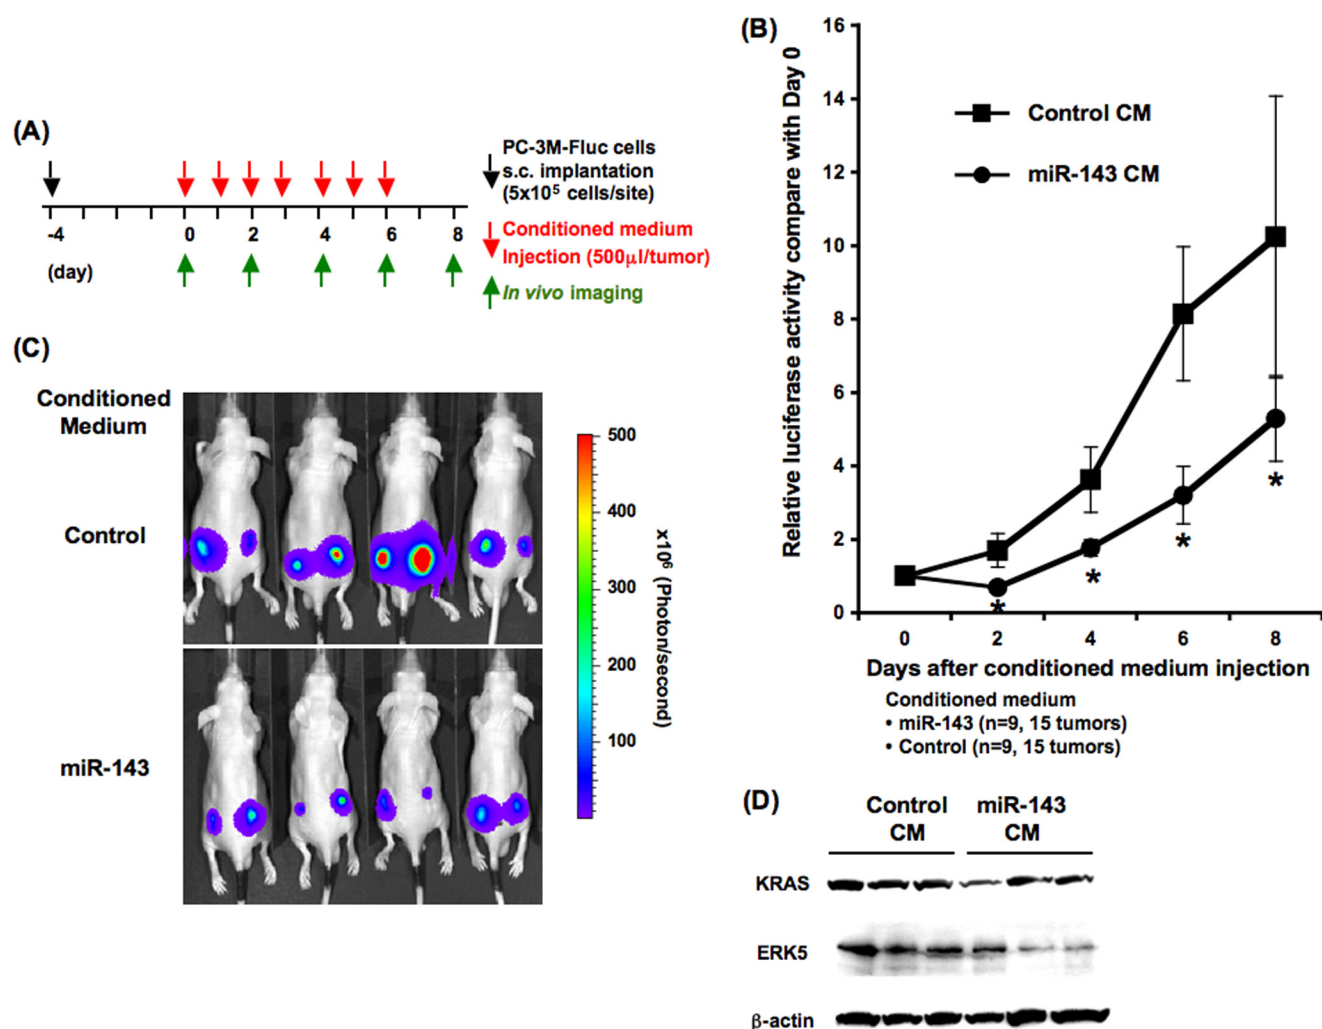 (A)
-4
0
2
4
6
8
(day)
PC-3M-Fluc cells
s.c. implantation
(5x10⁵ cells/site)
Conditioned medium
Injection (500μl/tumor)
In vivo imaging
(B)
Relative luciferase activity compare with Day 0
16
14
12
10
8
6
4
2
0
Control CM
miR-143 CM
*
*
*
*
0
2
4
6
8
Days after conditioned medium injection
Conditioned medium
• miR-143 (n=9, 15 tumors)
• Control (n=9, 15 tumors)
(C)
Conditioned
Medium
Control
miR-143
500
400
300
200
100
x10⁶ (Photon/second)
(D)
Control
CM
miR-143
CM
KRAS
ERK5
β-actin